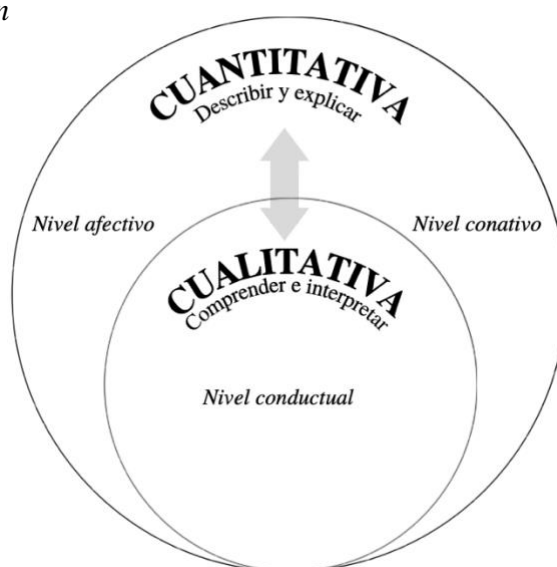 n
CUANTITATIVA
Describir y explicar
Nivel afectivo
Nivel conativo
CUALITATIVA
Comprender e interpretar
Nivel conductual